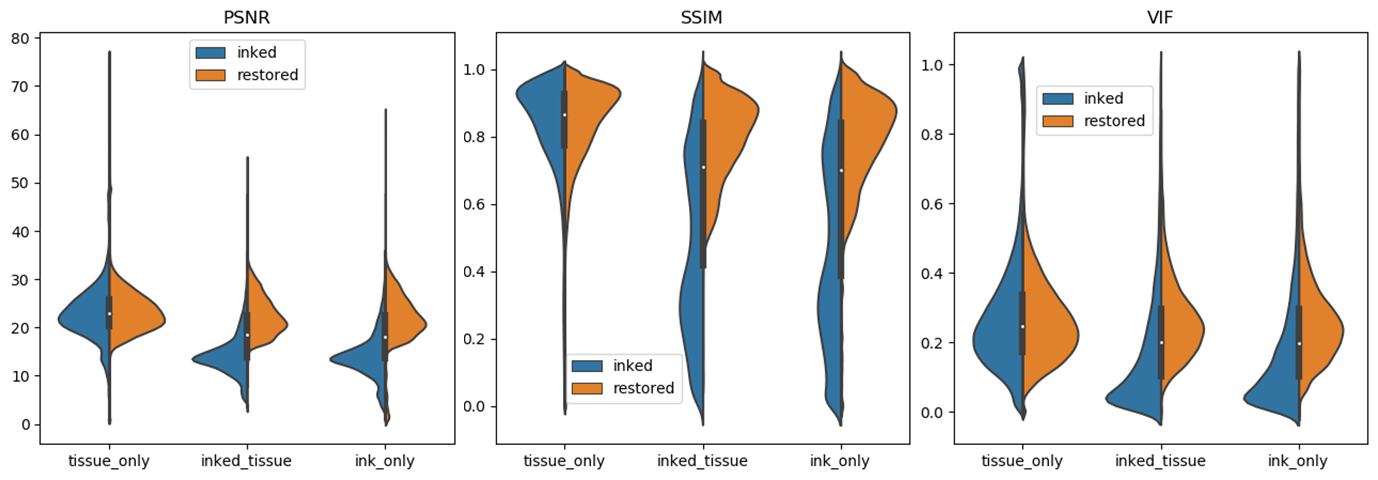 PSNR
80
70
60
50
40
30
20
10
0
inked
restored
tissue_only
inked_tissue
ink_only
SSIM
1.0
0.8
0.6
0.4
0.2
0.0
inked
restored
tissue_only
inked_tissue
ink_only
VIF
1.0
0.8
0.6
0.4
0.2
0.0
inked
restored
tissue_only
inked_tissue
ink_only